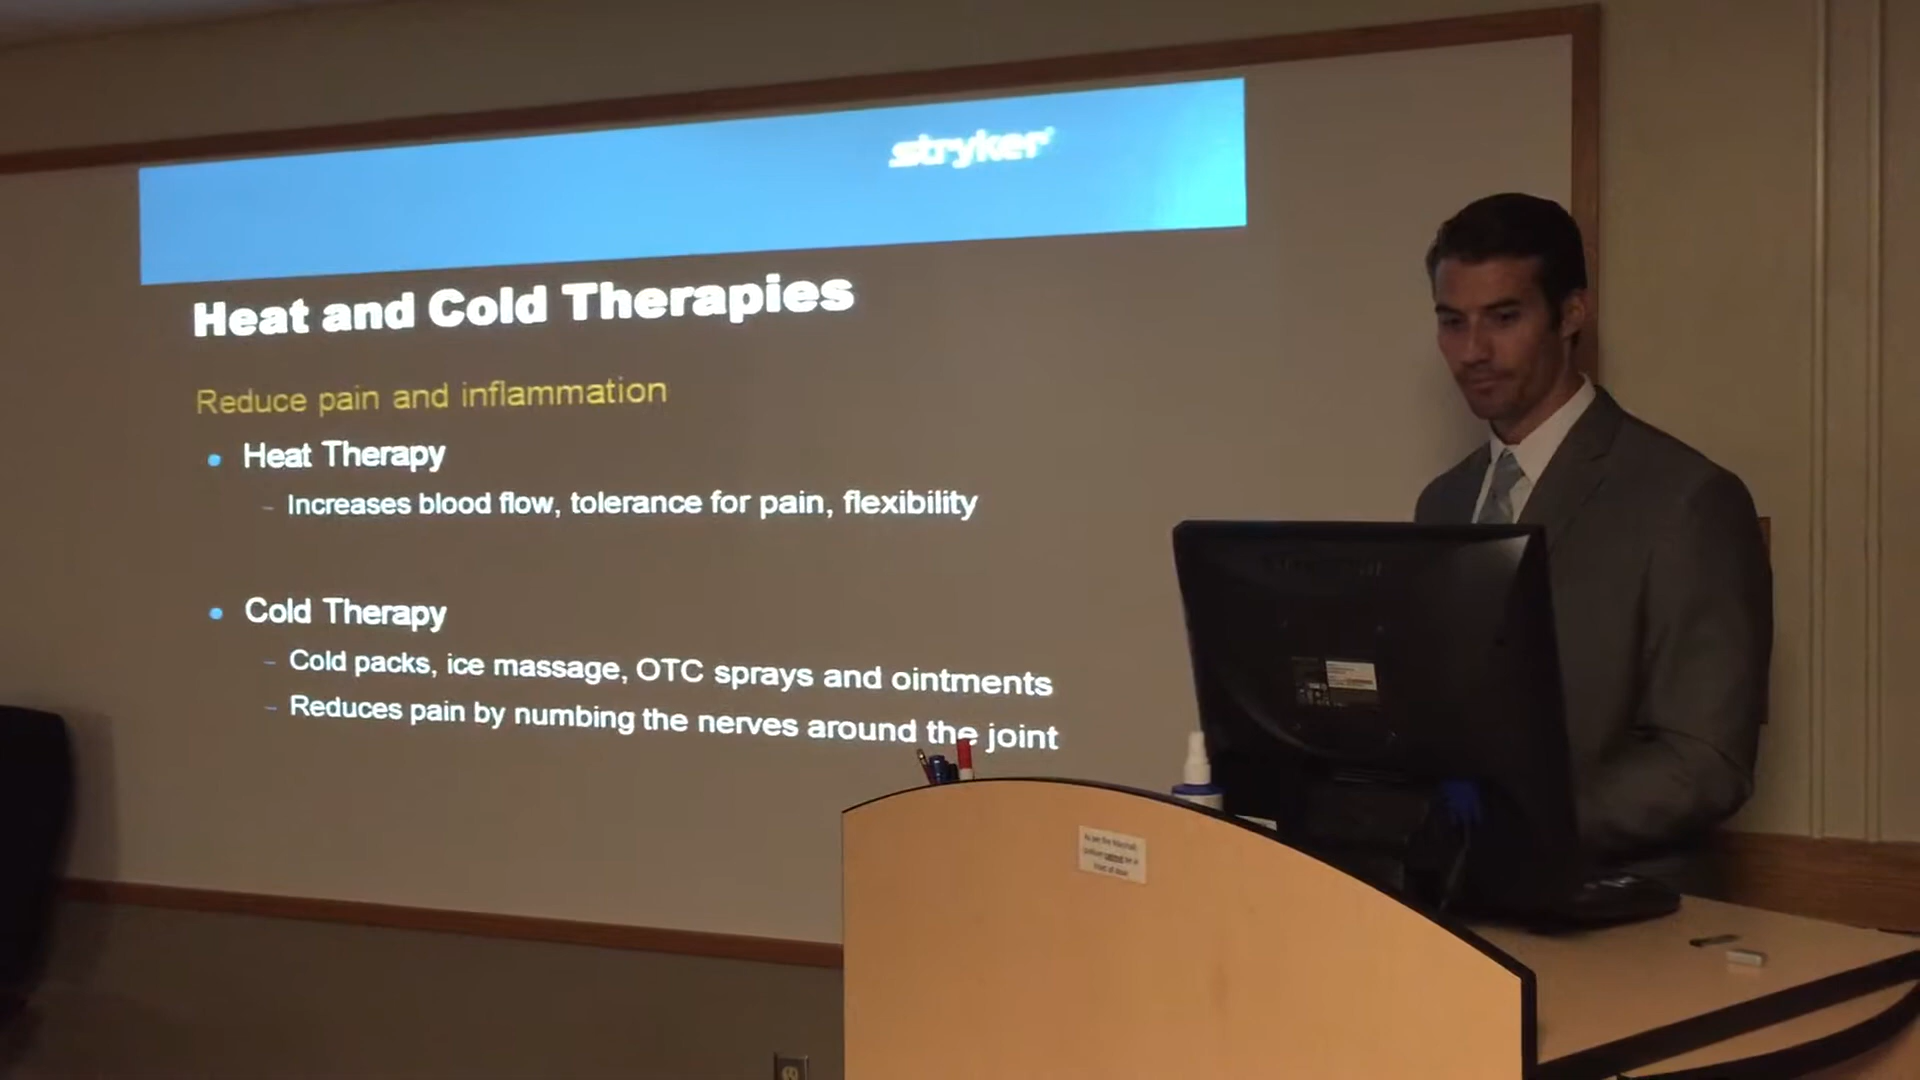 stryker
Heat and Cold Therapies
Reduce pain and inflammation
• Heat Therapy
– Increases blood flow, tolerance for pain, flexibility
• Cold Therapy
– Cold packs, ice massage, OTC sprays and ointments
– Reduces pain by numbing the nerves around the joint